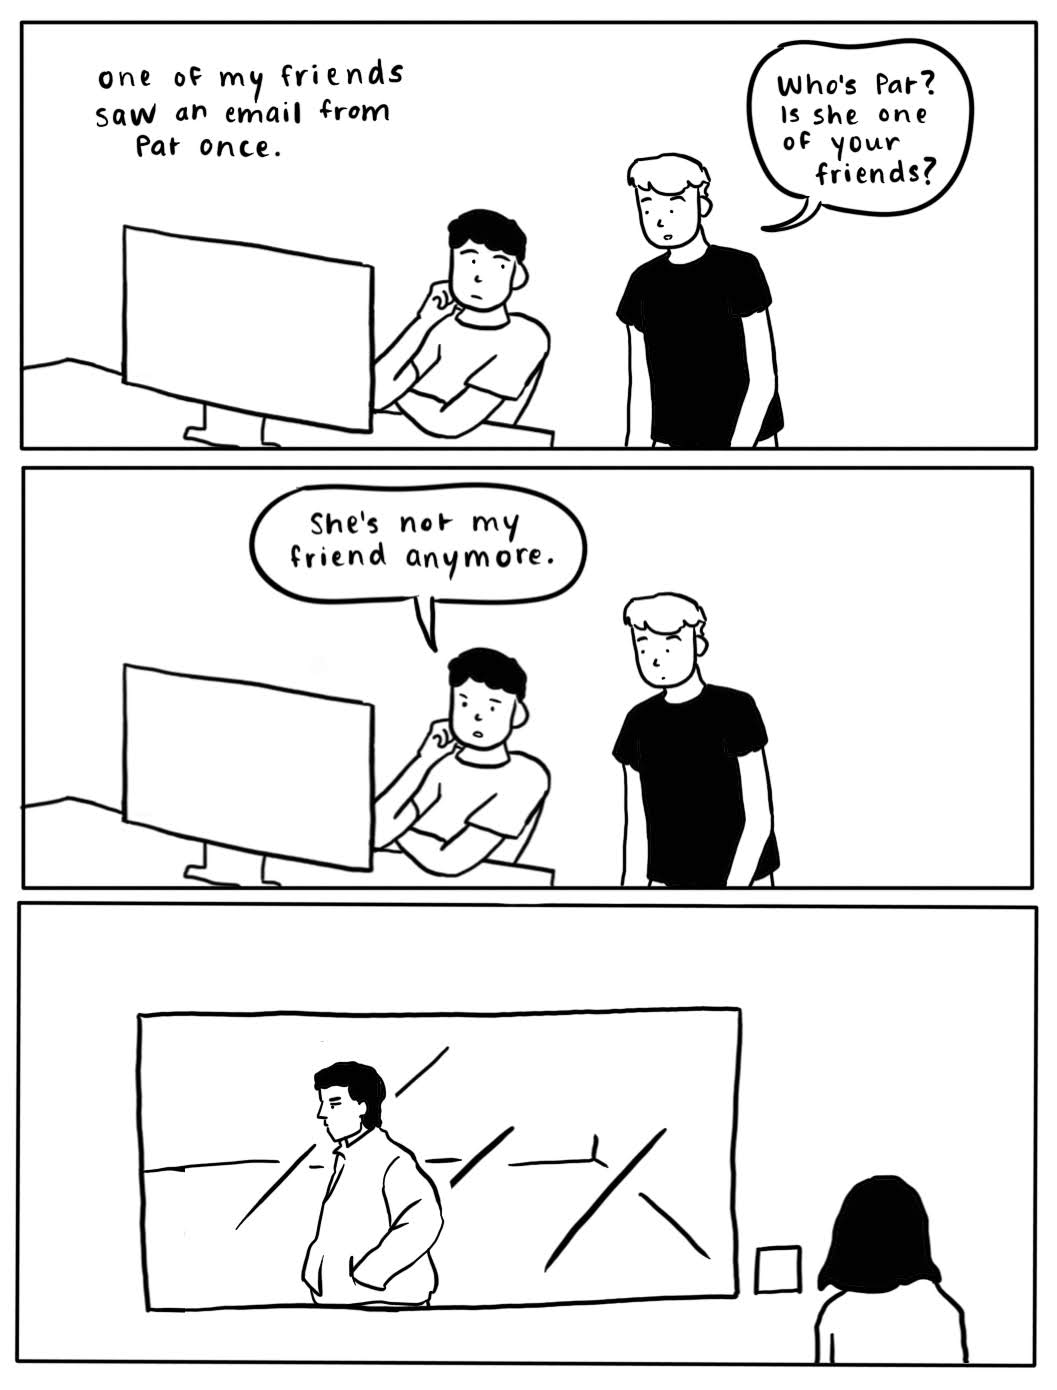 one of my friends
saw an email from
Pat once.
Who's Pat?
Is she one
of your
friends?
She's not my
friend anymore.